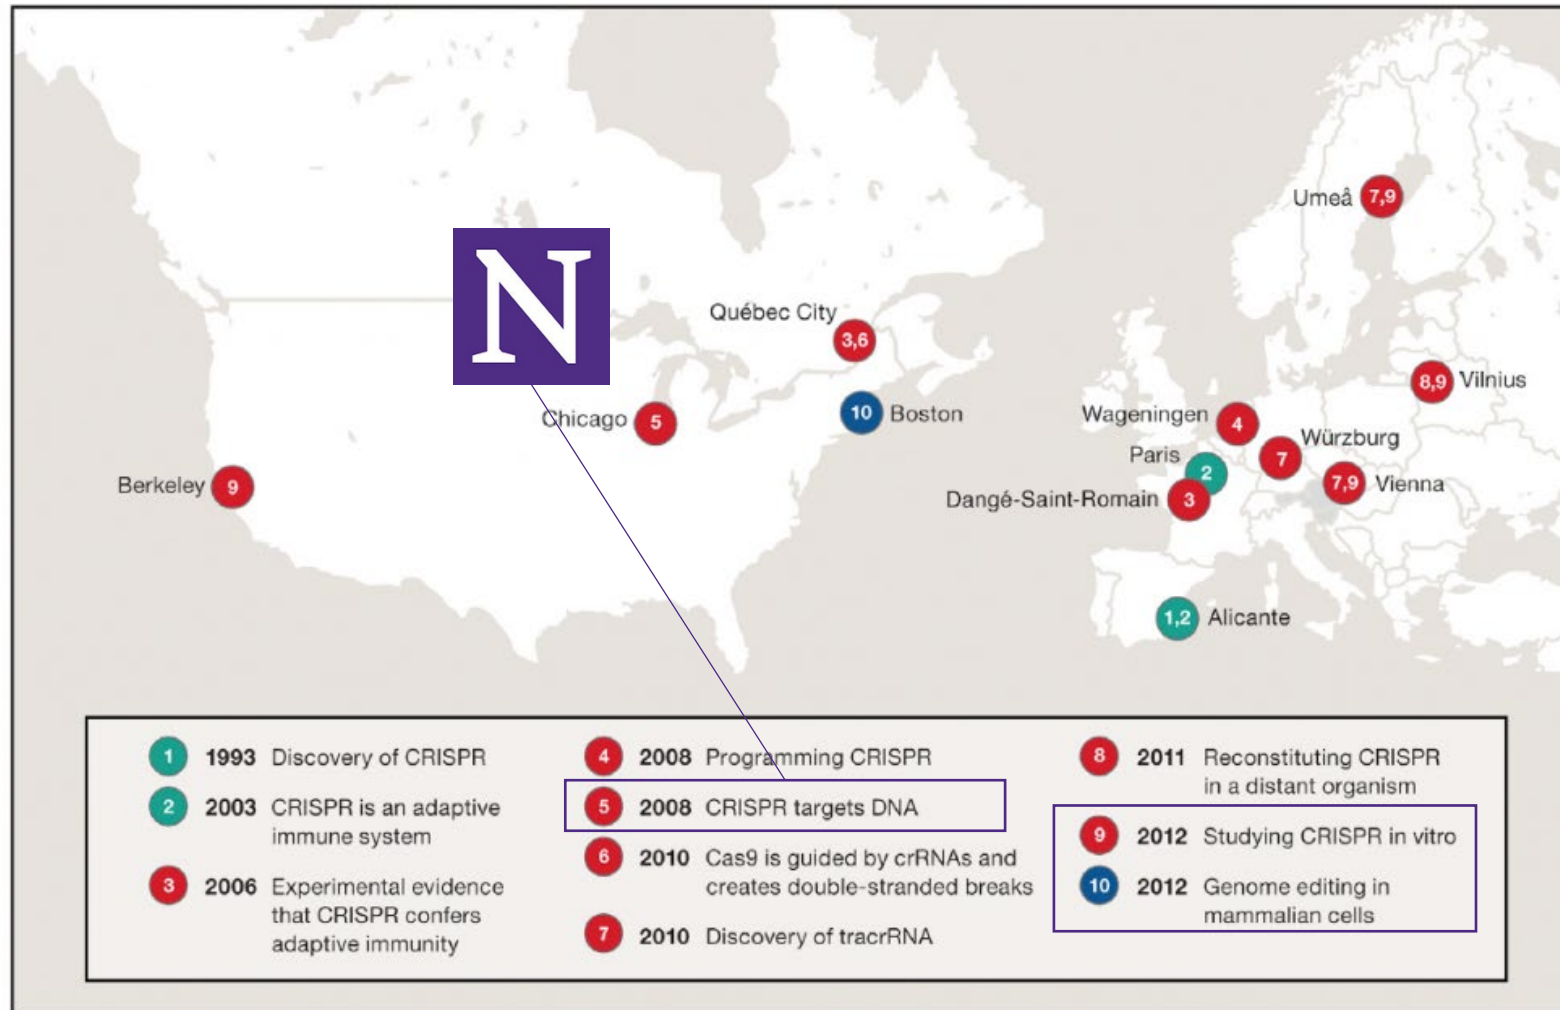 Umeå 7,9
N
Québec City
3,6
8,9 Vilnius
10 Boston
Wageningen 4
Chicago 5
Würzburg
7
Paris
2
Berkeley 9
7,9 Vienna
Dangé-Saint-Romain 3
1,2 Alicante
1 1993 Discovery of CRISPR
2 2003 CRISPR is an adaptive
immune system
3 2006 Experimental evidence
that CRISPR confers
adaptive immunity
4 2008 Programming CRISPR
5 2008 CRISPR targets DNA
6 2010 Cas9 is guided by crRNAs and
creates double-stranded breaks
7 2010 Discovery of tracrRNA
8 2011 Reconstituting CRISPR
in a distant organism
9 2012 Studying CRISPR in vitro
10 2012 Genome editing in
mammalian cells